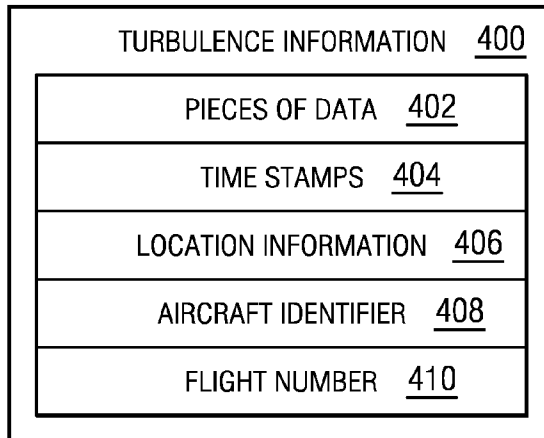 TURBULENCE INFORMATION 400
PIECES OF DATA 402
TIME STAMPS 404
LOCATION INFORMATION 406
AIRCRAFT IDENTIFIER 408
FLIGHT NUMBER 410